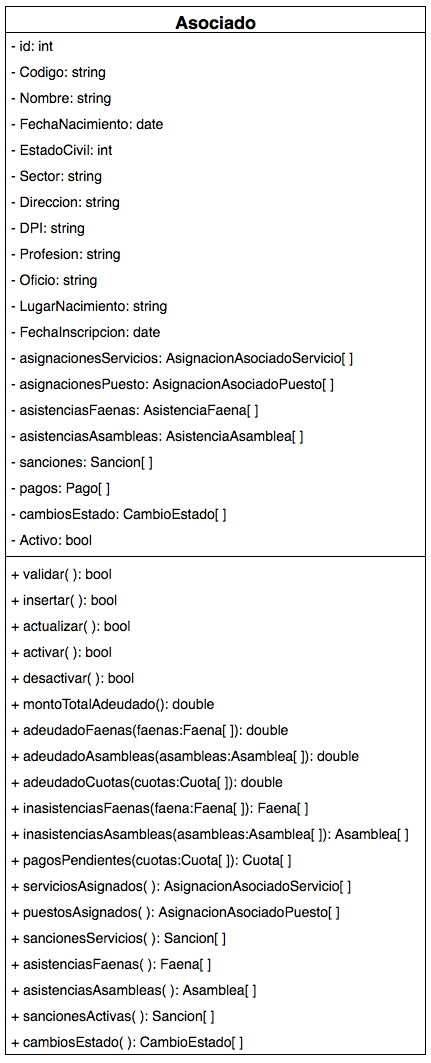 Asociado
- id: int
- Codigo: string
- Nombre: string
- FechaNacimiento: date
- EstadoCivil: int
- Sector: string
- Direccion: string
- DPI: string
- Profesion: string
- Oficio: string
- LugarNacimiento: string
- FechaInscripcion: date
- asignacionesServicios: AsignacionAsociadoServicio[ ]
- asignacionesPuesto: AsignacionAsociadoPuesto[ ]
- asistenciasFaenas: AsistenciaFaena[ ]
- asistenciasAsambleas: AsistenciaAsamblea[ ]
- sanciones: Sancion[ ]
- pagos: Pago[ ]
- cambiosEstado: CambioEstado[ ]
- Activo: bool
+ validar( ): bool
+ insertar( ): bool
+ actualizar( ): bool
+ activar( ): bool
+ desactivar( ): bool
+ montoTotalAdeudado(): double
+ adeudadoFaenas(faenas:Faena[ ]): double
+ adeudadoAsambleas(asambleas:Asamblea[ ]): double
+ adeudadoCuotas(cuotas:Cuota[ ]): double
+ inasistenciasFaenas(faena:Faena[ ]): Faena[ ]
+ inasistenciasAsambleas(asambleas:Asamblea[ ]): Asamblea[ ]
+ pagosPendientes(cuotas:Cuota[ ]): Cuota[ ]
+ serviciosAsignados( ): AsignacionAsociadoServicio[ ]
+ puestosAsignados( ): AsignacionAsociadoPuesto[ ]
+ sancionesServicios( ): Sancion[ ]
+ asistenciasFaenas( ): Faena[ ]
+ asistenciasAsambleas( ): Asamblea[ ]
+ sancionesActivas( ): Sancion[ ]
+ cambiosEstado( ): CambioEstado[ ]